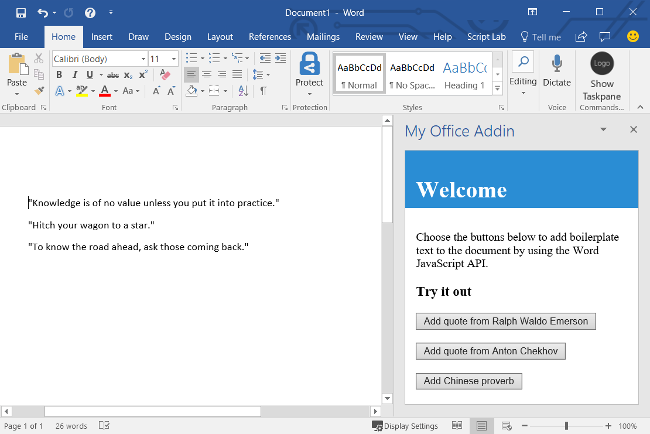 Document1 - Word
File Home Insert Draw Design Layout References Mailings Review View Help Script Lab Tell me
Paste
Clipboard
Calibri (Body) 11
B I U abc X₂ X²
A aby A Aa A A
Font
Paragraph
Protect
Protection
AaBbCcDd AaBbCcDd AaBbCc
¶ Normal ¶ No Spac... Heading 1
Styles
Editing
Dictate
Voice
Logo
Show
Taskpane
Commands...
My Office Addin
Welcome
Choose the buttons below to add boilerplate
text to the document by using the Word
JavaScript API.
Try it out
Add quote from Ralph Waldo Emerson
Add quote from Anton Chekhov
Add Chinese proverb
"Knowledge is of no value unless you put it into practice."
"Hitch your wagon to a star."
"To know the road ahead, ask those coming back."
Page 1 of 1 26 words Display Settings - + 100%